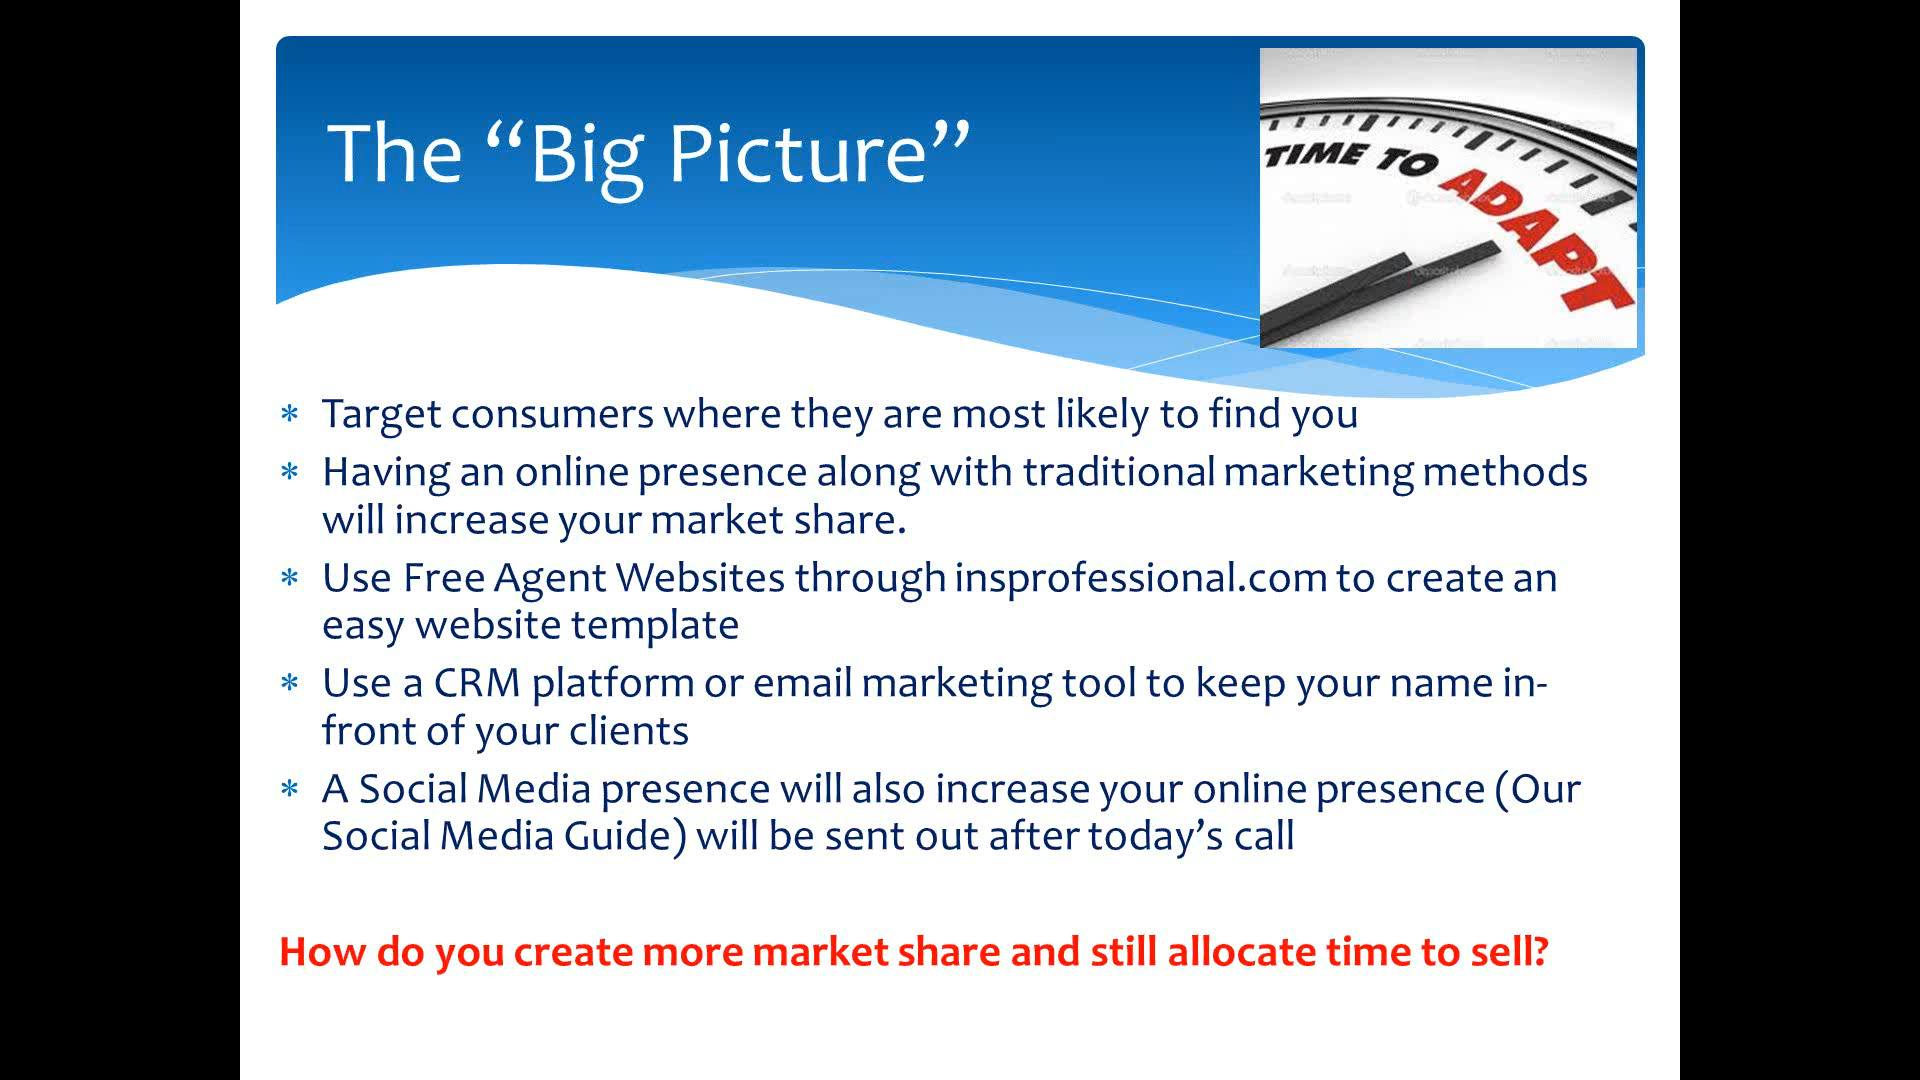 The “Big Picture”
TIME TO ADAPT
* Target consumers where they are most likely to find you
* Having an online presence along with traditional marketing methods
will increase your market share.
* Use Free Agent Websites through insprofessional.com to create an
easy website template
* Use a CRM platform or email marketing tool to keep your name in-
front of your clients
* A Social Media presence will also increase your online presence (Our
Social Media Guide) will be sent out after today’s call
How do you create more market share and still allocate time to sell?